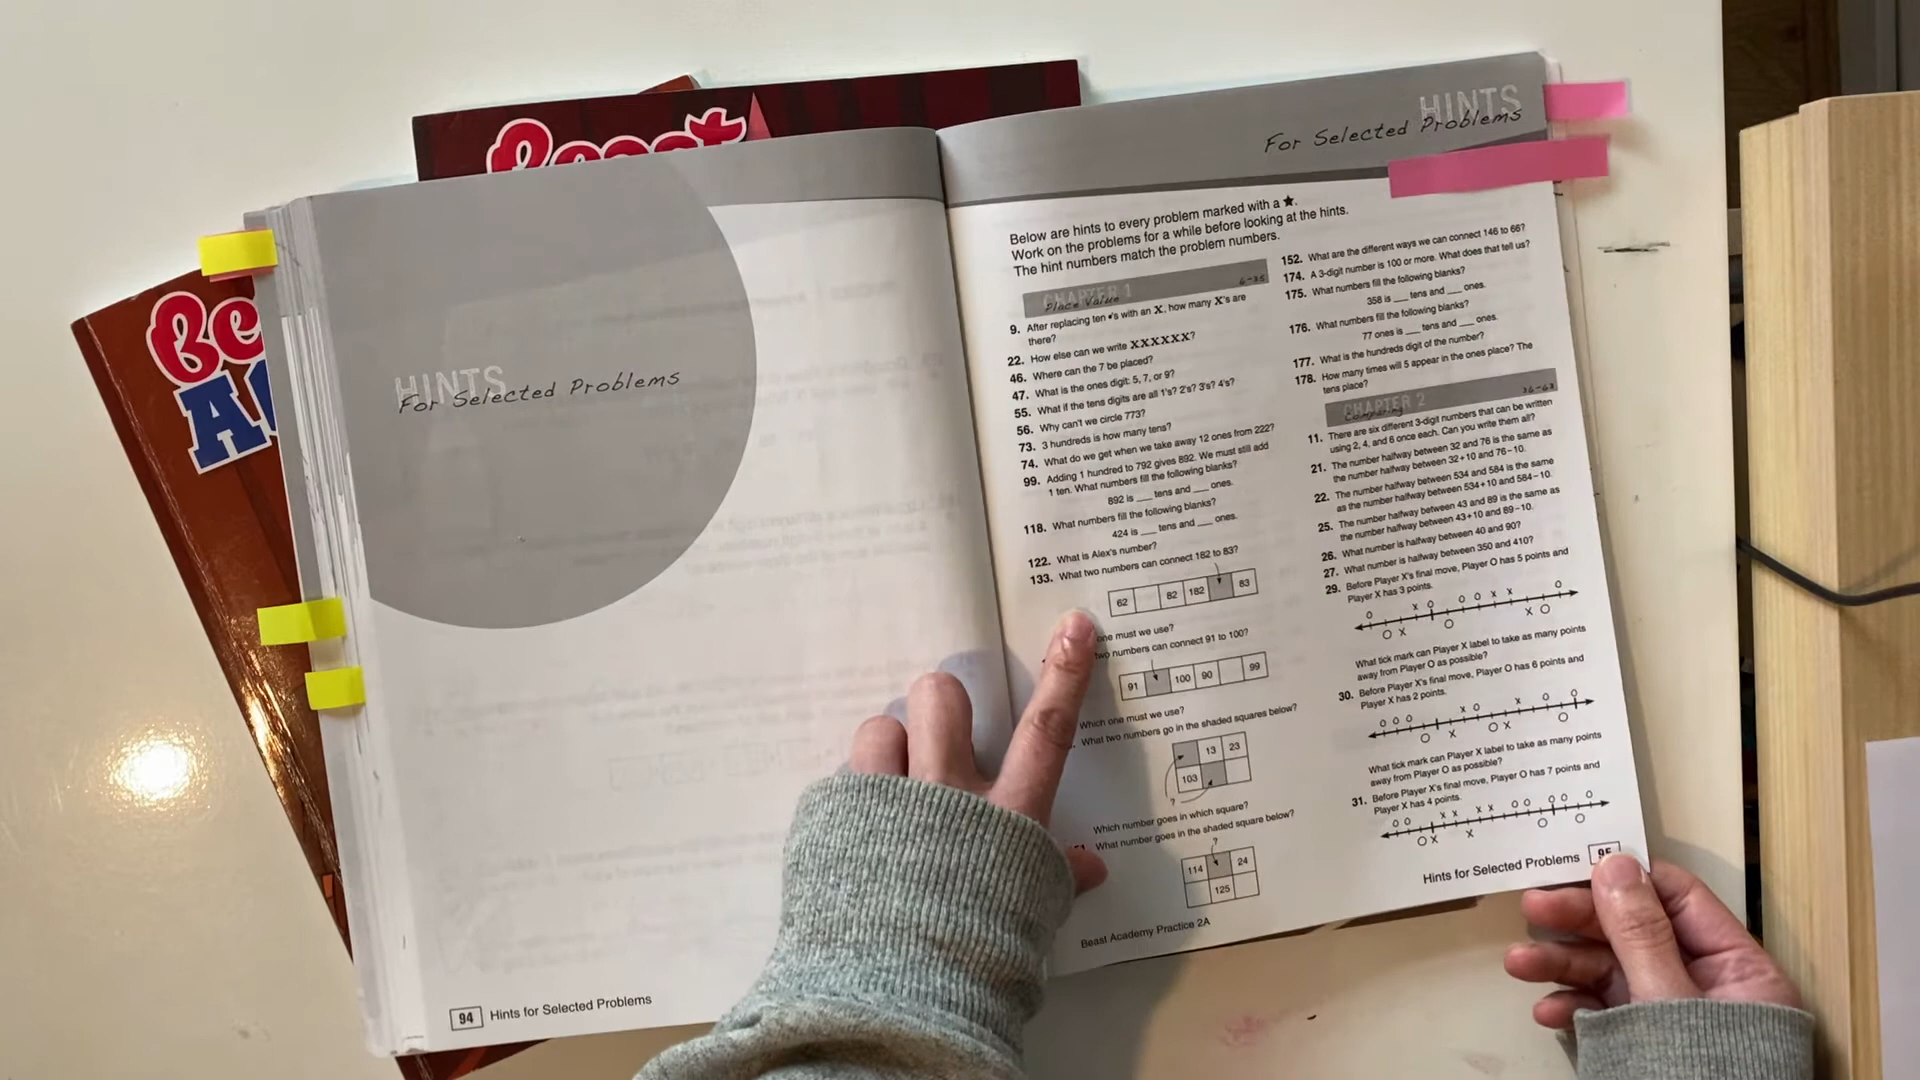 Beast
Be
A
HINTS
For Selected Problems
94 Hints for Selected Problems
HINTS
For Selected Problems
Below are hints to every problem marked with a ★.
Work on the problems for a while before looking at the hints.
The hint numbers match the problem numbers.
CHAPTER 1
Place Value 6-35
9. After replacing ten •'s with an X, how many X's are
there?
22. How else can we write XXXXXX?
46. Where can the 7 be placed?
47. What is the ones digit: 5, 7, or 9?
55. What if the tens digits are all 1's? 2's? 3's? 4's?
56. Why can't we circle 773?
73. 3 hundreds is how many tens?
74. What do we get when we take away 12 ones from 222?
99. Adding 1 hundred to 792 gives 892. We must still add
1 ten. What numbers fill the following blanks?
892 is ___ tens and ___ ones.
118. What numbers fill the following blanks?
424 is ___ tens and ___ ones.
122. What is Alex's number?
133. What two numbers can connect 182 to 83?
62 82 182 83
one must we use?
two numbers can connect 91 to 100?
91 100 90 99
Which one must we use?
What two numbers go in the shaded squares below?
13 23
103
?
Which number goes in which square?
What number goes in the shaded square below?
?
114 24
125
Beast Academy Practice 2A
152. What are the different ways we can connect 146 to 66?
174. A 3-digit number is 100 or more. What does that tell us?
175. What numbers fill the following blanks?
358 is ___ tens and ___ ones.
176. What numbers fill the following blanks?
77 ones is ___ tens and ___ ones.
177. What is the hundreds digit of the number?
178. How many times will 5 appear in the ones place? The
tens place?
CHAPTER 2
Comparing 36-63
11. There are six different 3-digit numbers that can be written
using 2, 4, and 6 once each. Can you write them all?
21. The number halfway between 32 and 76 is the same as
the number halfway between 32+10 and 76-10.
22. The number halfway between 534 and 584 is the same
as the number halfway between 534+10 and 584-10.
25. The number halfway between 43 and 89 is the same as
the number halfway between 43+10 and 89-10.
26. What number is halfway between 40 and 90?
27. What number is halfway between 350 and 410?
29. Before Player X's final move, Player O has 5 points and
Player X has 3 points.
O X O O O X X O
O X O X O
What tick mark can Player X label to take as many points
away from Player O as possible?
30. Before Player X's final move, Player O has 6 points and
Player X has 2 points.
O O O X O X O O
O X O X O
What tick mark can Player X label to take as many points
away from Player O as possible?
31. Before Player X's final move, Player O has 7 points and
Player X has 4 points.
O O X X X X O O O O O
O X X O O
Hints for Selected Problems 95